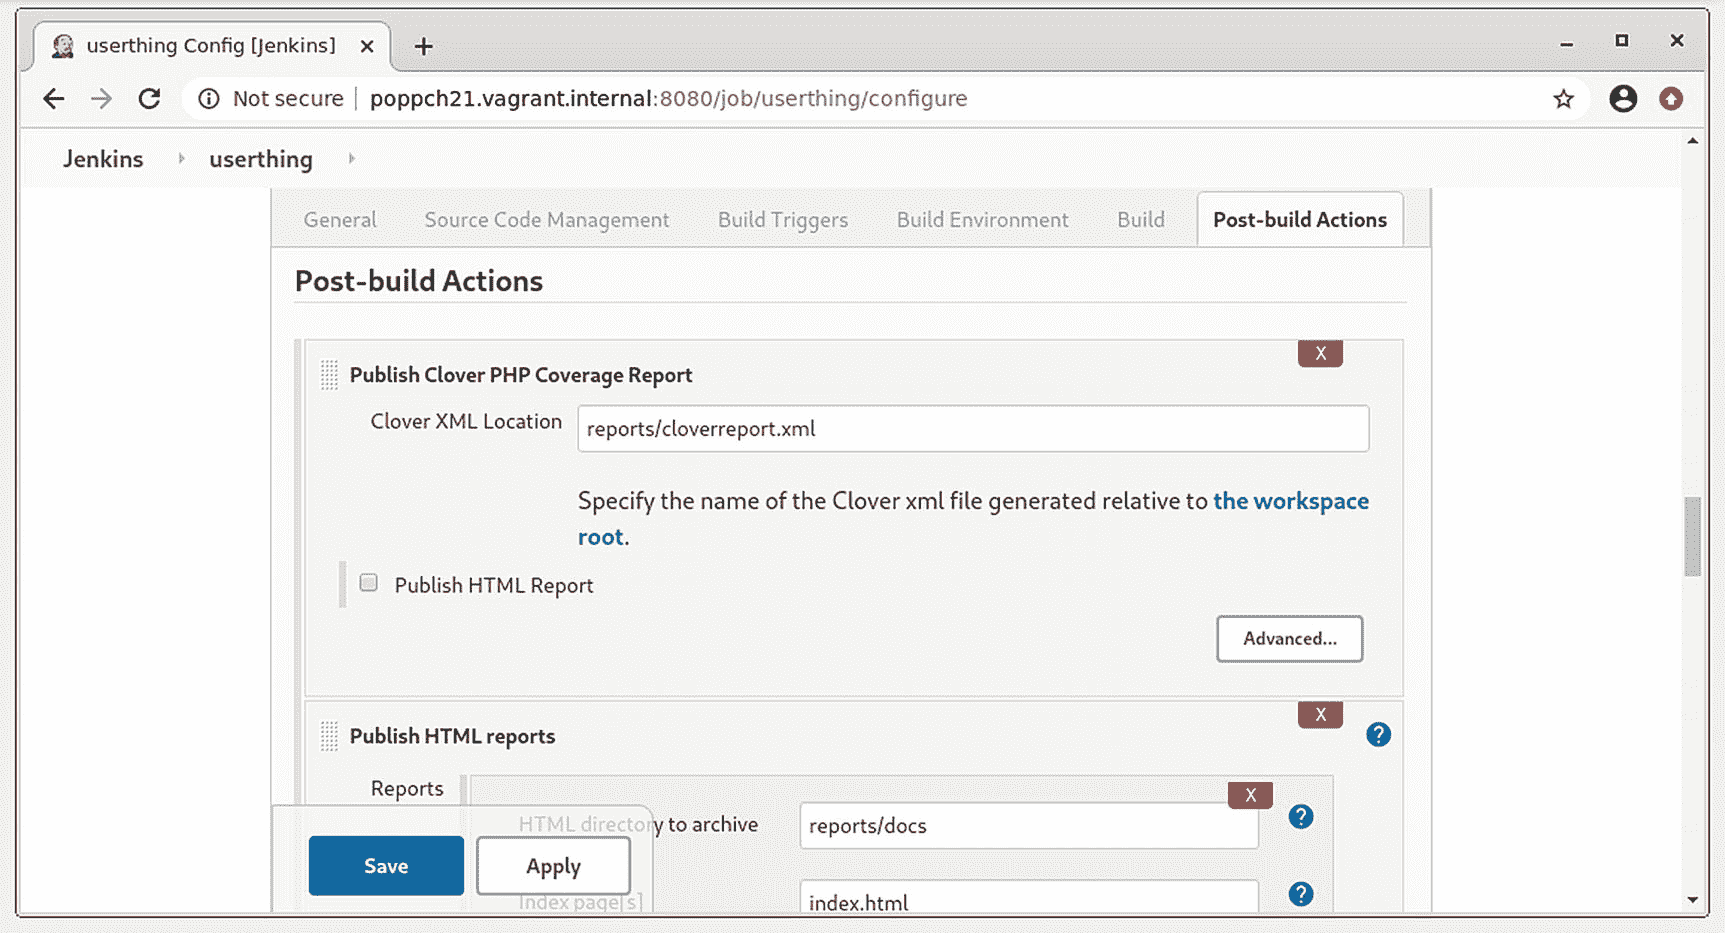 userthing Config [Jenkins]
Not secure
poppch21.vagrant.internal:8080/job/userthing/configure
Jenkins
userthing
General
Source Code Management
Build Triggers
Build Environment
Build
Post-build Actions
Post-build Actions
X
Publish Clover PHP Coverage Report
Clover XML Location
reports/cloverreport.xml
Specify the name of the Clover xml file generated relative to the workspace
root.
Publish HTML Report
Advanced...
X
Publish HTML reports
?
Reports
X
HTML directory to archive
reports/docs
?
Save
Apply
Index page[s]
index.html
?